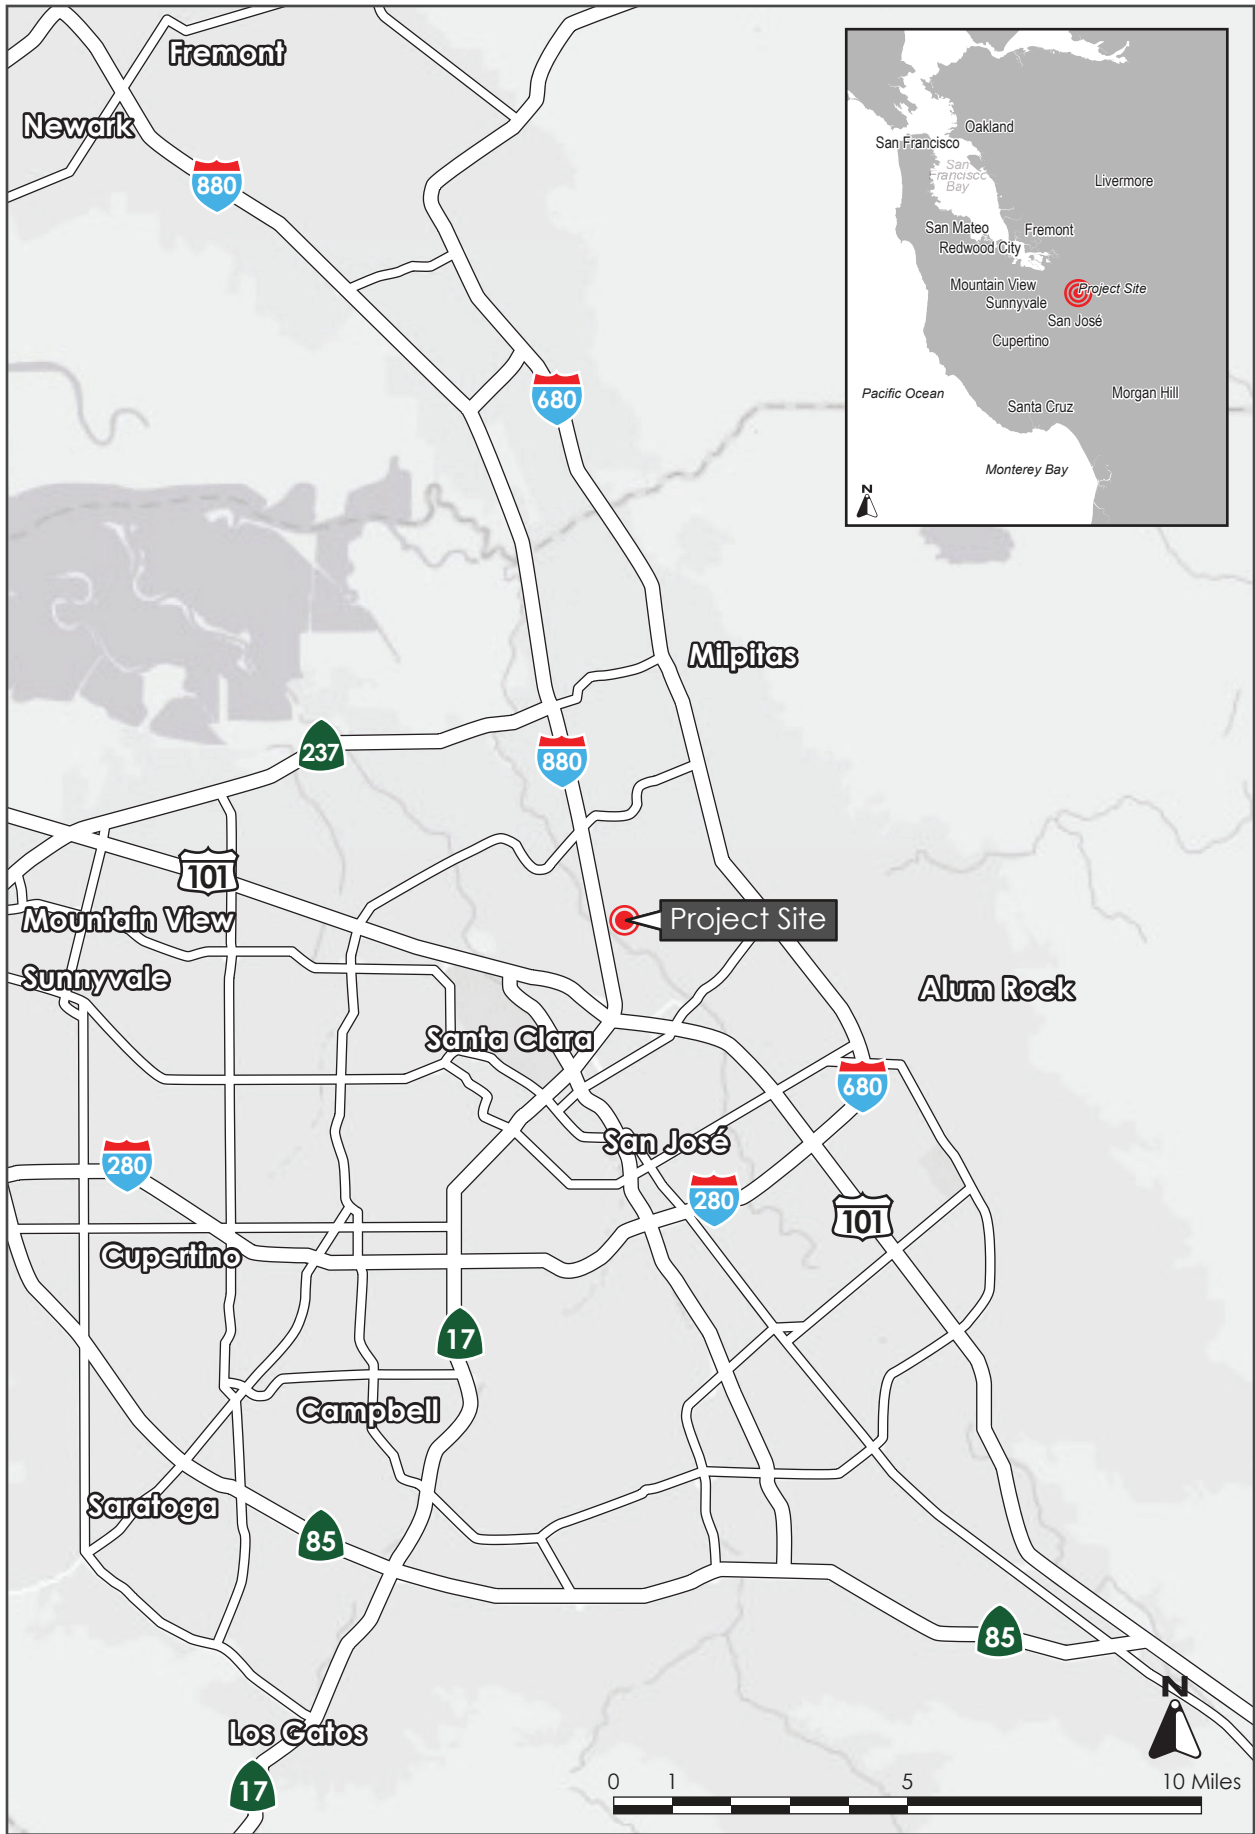 Fremont
Newark
880
680
Oakland
San Francisco
San
Francisco
Bay
Livermore
San Mateo
Fremont
Redwood City
Mountain View
Project Site
Sunnyvale
San José
Cupertino
Pacific Ocean
Morgan Hill
Santa Cruz
Monterey Bay
N
Milpitas
237
880
101
Mountain View
Project Site
Sunnyvale
Alum Rock
Santa Clara
680
San José
280
280
101
Cupertino
17
Campbell
Saratoga
85
85
N
Los Gatos
17
0 1 5 10 Miles